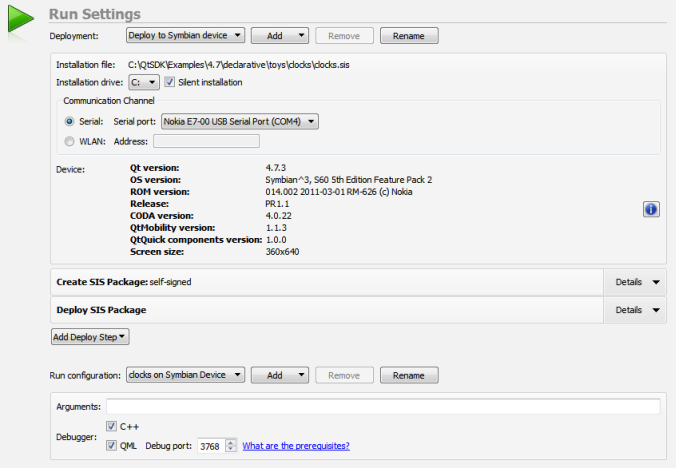 Run Settings
Deployment: Deploy to Symbian device Add Remove Rename
Installation file: C:\QtSDK\Examples\4.7\declarative\toys\clocks\clocks.sis
Installation drive: C: Silent installation
Communication Channel
Serial: Serial port: Nokia E7-00 USB Serial Port (COM4)
WLAN: Address:
Device: Qt version: 4.7.3
OS version: Symbian^3, S60 5th Edition Feature Pack 2
ROM version: 014.002 2011-03-01 RM-626 (c) Nokia
Release: PR1.1
CODA version: 4.0.22
QtMobility version: 1.1.3
QtQuick components version: 1.0.0
Screen size: 360x640
Create SIS Package: self-signed Details
Deploy SIS Package Details
Add Deploy Step
Run configuration: clocks on Symbian Device Add Remove Rename
Arguments:
Debugger: C++
QML Debug port: 3768 What are the prerequisites?